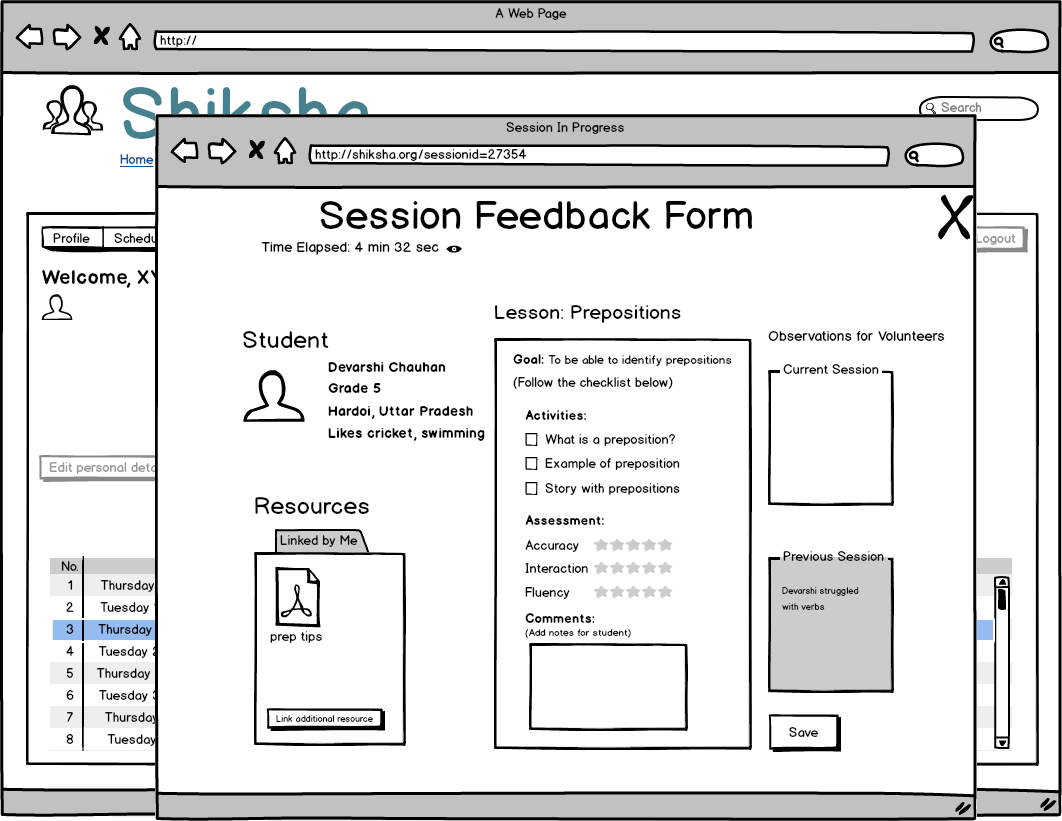 A Web Page
http://
Shiksha
Search
Home
Profile
Schedu
Logout
Welcome, XY
Edit personal deta
No.
1 Thursday
2 Tuesday
3 Thursday
4 Tuesday 2
5 Thursday
6 Tuesday 3
7 Thursday
8 Tuesday
Session In Progress
http://shiksha.org/sessionid=27354
Session Feedback Form
Time Elapsed: 4 min 32 sec
Student
Devarshi Chauhan
Grade 5
Hardoi, Uttar Pradesh
Likes cricket, swimming
Resources
Linked by Me
prep tips
Link additional resource
Lesson: Prepositions
Goal: To be able to identify prepositions
(Follow the checklist below)
Activities:
What is a preposition?
Example of preposition
Story with prepositions
Assessment:
Accuracy
Interaction
Fluency
Comments:
(Add notes for student)
Observations for Volunteers
Current Session
Previous Session
Devarshi struggled
with verbs
Save